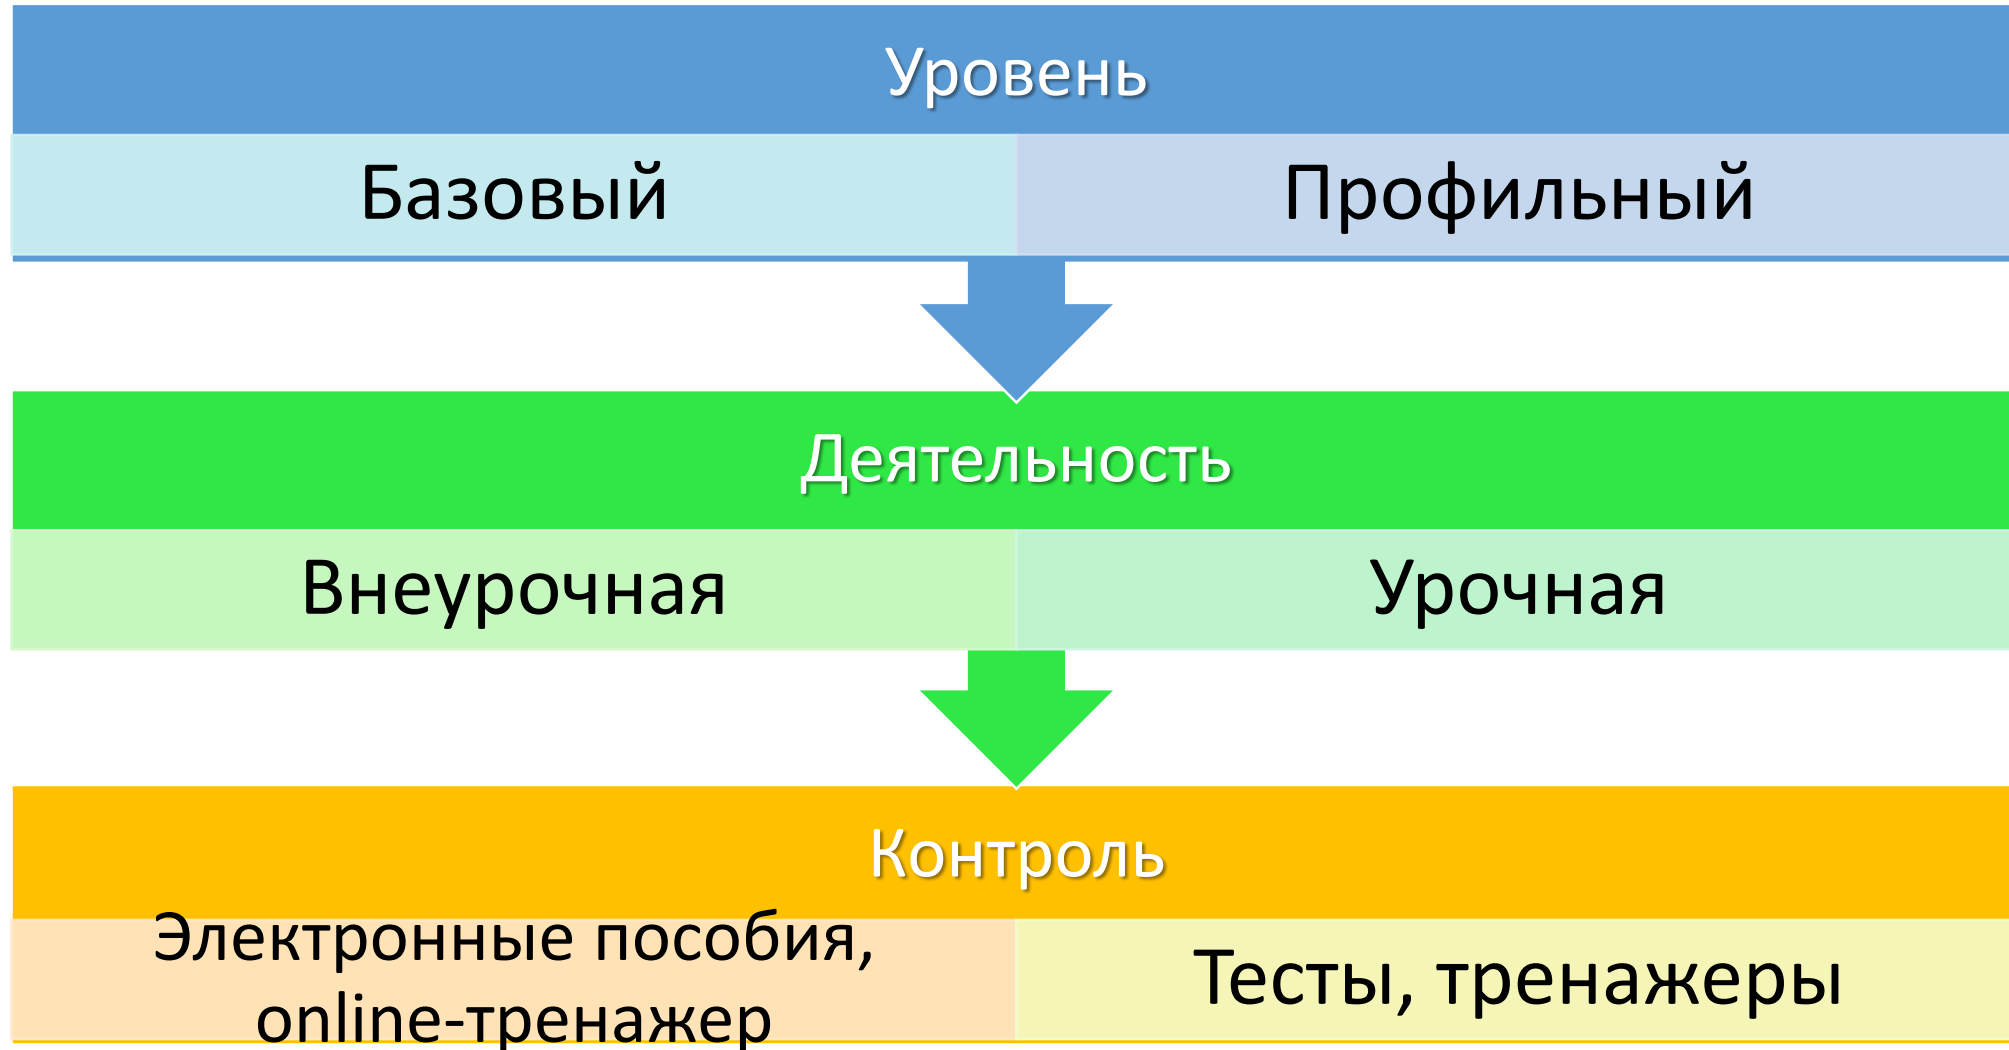 Уровень
Базовый
Профильный
Деятельность
Внеурочная
Урочная
Контроль
Электронные пособия,
online-тренажер
Тесты, тренажеры